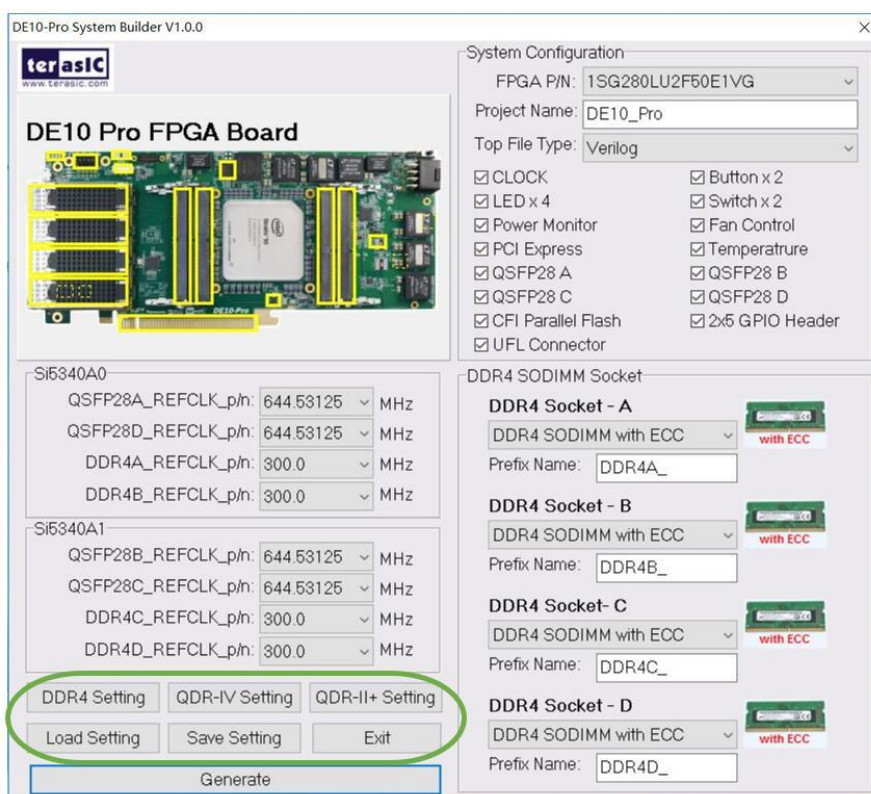 DE10-Pro System Builder V1.0.0
terasIC
www.terasic.com
DE10 Pro FPGA Board
DE10-Pro
System Configuration
FPGA P/N: 1SG280LU2F50E1VG
Project Name: DE10_Pro
Top File Type: Verilog
CLOCK Button x 2
LED x 4 Switch x 2
Power Monitor Fan Control
PCI Express Temperatrure
QSFP28 A QSFP28 B
QSFP28 C QSFP28 D
CFI Parallel Flash 2x5 GPIO Header
UFL Connector
Si5340A0
QSFP28A_REFCLK_p/n: 644.53125 MHz
QSFP28D_REFCLK_p/n: 644.53125 MHz
DDR4A_REFCLK_p/n: 300.0 MHz
DDR4B_REFCLK_p/n: 300.0 MHz
Si5340A1
QSFP28B_REFCLK_p/n: 644.53125 MHz
QSFP28C_REFCLK_p/n: 644.53125 MHz
DDR4C_REFCLK_p/n: 300.0 MHz
DDR4D_REFCLK_p/n: 300.0 MHz
DDR4 Setting QDR-IV Setting QDR-II+ Setting
Load Setting Save Setting Exit
Generate
DDR4 SODIMM Socket
DDR4 Socket - A
DDR4 SODIMM with ECC
with ECC
Prefix Name: DDR4A_
DDR4 Socket - B
DDR4 SODIMM with ECC
with ECC
Prefix Name: DDR4B_
DDR4 Socket- C
DDR4 SODIMM with ECC
with ECC
Prefix Name: DDR4C_
DDR4 Socket - D
DDR4 SODIMM with ECC
with ECC
Prefix Name: DDR4D_